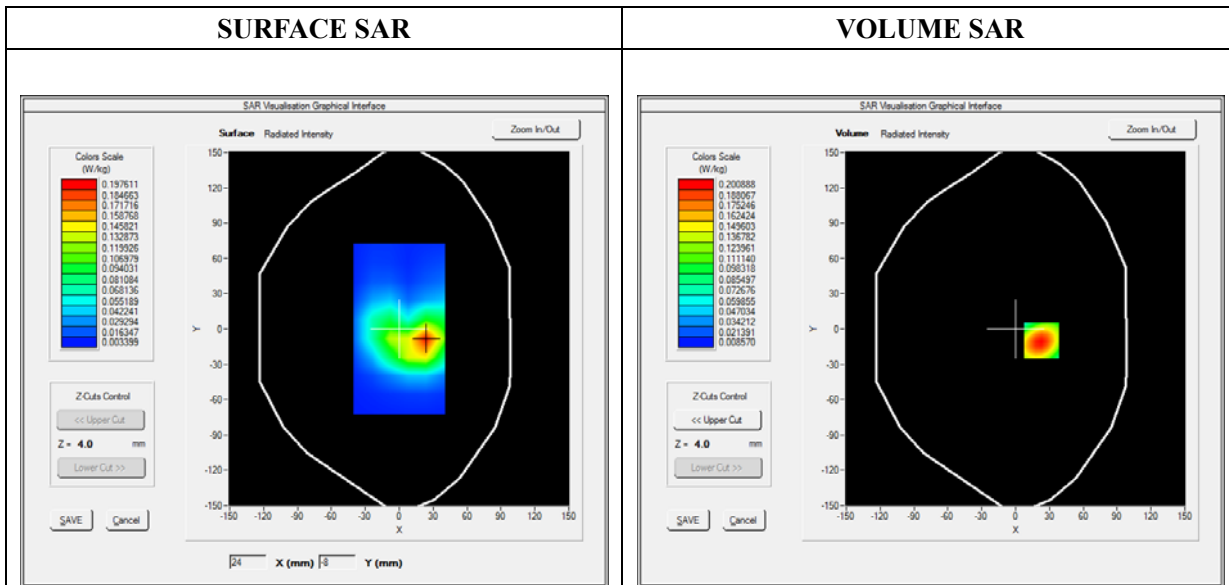 SURFACE SAR
VOLUME SAR
SAR Visualisation Graphical Interface
Surface Radiated Intensity
Zoom In/Out
Colors Scale
(W/kg)
0.197611
0.184663
0.171716
0.158768
0.145821
0.132873
0.119926
0.106979
0.094031
0.081084
0.068136
0.055189
0.042241
0.029294
0.016347
0.003399
Z-Cuts Control
<< Upper Cut
Z = 4.0 mm
Lower Cut >>
SAVE Cancel
150
120
90
60
30
0
-30
-60
-90
-120
-150
Y
-150 -120 -90 -60 -30 0 30 60 90 120 150
X
24 X (mm) -8 Y (mm)
SAR Visualisation Graphical Interface
Volume Radiated Intensity
Zoom In/Out
Colors Scale
(W/kg)
0.200888
0.188067
0.175246
0.162424
0.149603
0.136782
0.123961
0.111140
0.098318
0.085497
0.072676
0.059855
0.047034
0.034212
0.021391
0.008570
Z-Cuts Control
<< Upper Cut
Z = 4.0 mm
Lower Cut >>
SAVE Cancel
150
120
90
60
30
0
-30
-60
-90
-120
-150
Y
-150 -120 -90 -60 -30 0 30 60 90 120 150
X